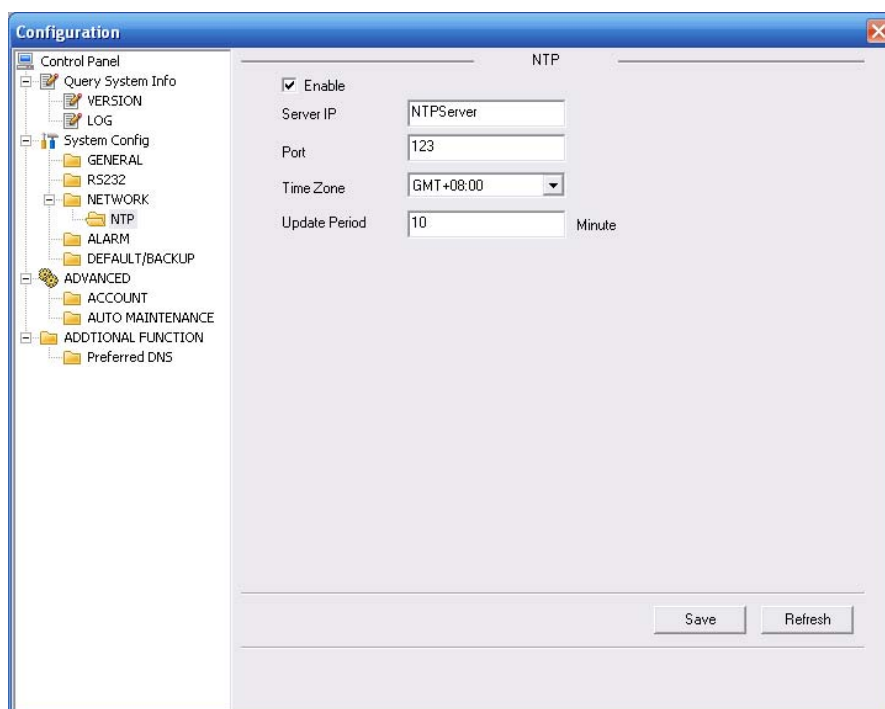 Configuration
Control Panel
Query System Info
VERSION
LOG
System Config
GENERAL
RS232
NETWORK
NTP
ALARM
DEFAULT/BACKUP
ADVANCED
ACCOUNT
AUTO MAINTENANCE
ADDTIONAL FUNCTION
Preferred DNS
NTP
Enable
Server IP NTPServer
Port 123
Time Zone GMT+08:00
Update Period 10 Minute
Save Refresh